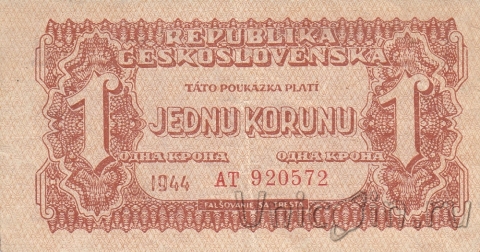 REPUBLIKA
ČESKOSLOVENSKÁ
TÁTO POUKÁZKA PLATÍ
1 JEDNU KORUNU 1
ОДНА КРОНА ОДНА КРОНА
1944 AT 920572
FALŠOVANIE SA TRESTÁ